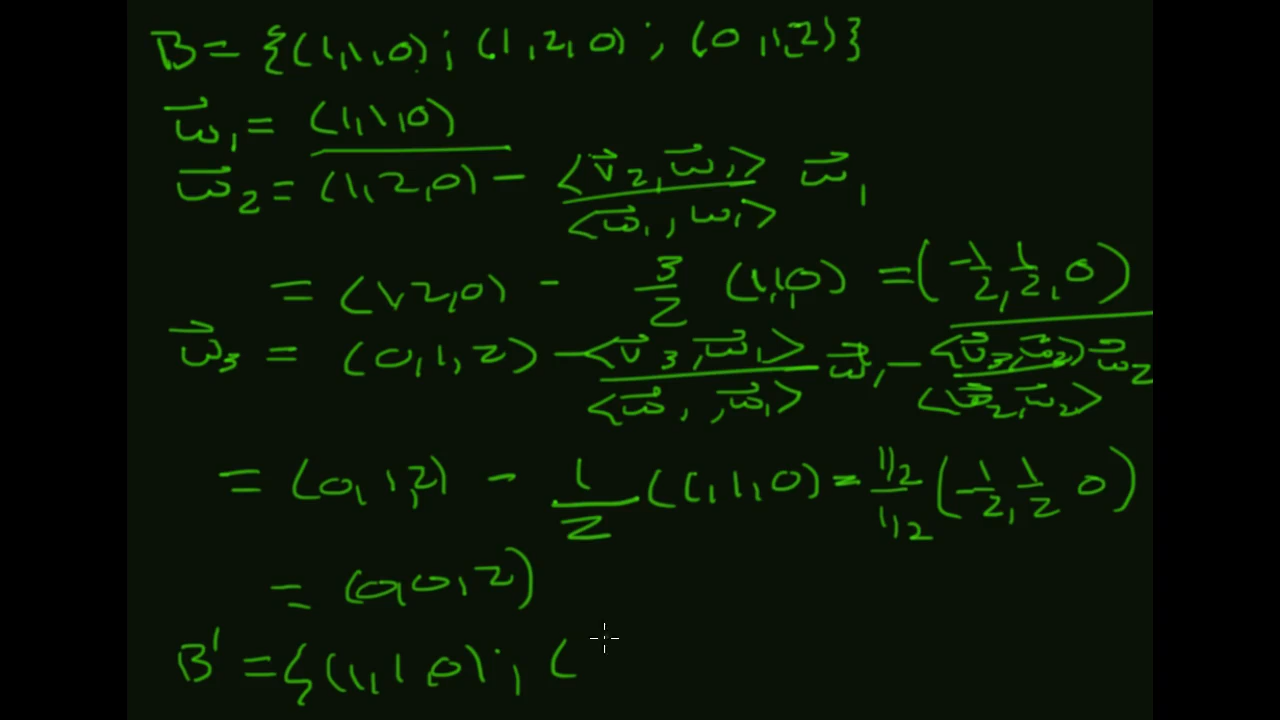 B = {(1,1,0); (1,2,0); (0,1,2)}
w⃗₁ = (1,1,0)
w⃗₂ = (1,2,0) − <v⃗₂, w⃗₁> / <w⃗₁, w₁> w⃗₁
= (1,2,0) − 3/2 (1,1,0) = (−1/2, 1/2, 0)
w⃗₃ = (0,1,2) − <v⃗₃, w⃗₁> / <w⃗₁, w⃗₁> w⃗₁ − <v⃗₃, w⃗₂> / <w⃗₂, w⃗₂> w⃗₂
= (0,1,2) − 1/2 (1,1,0) = 1/2 / 1/2 (−1/2, 1/2 0)
= (0,0,2)
B' = {(1,1,0); (